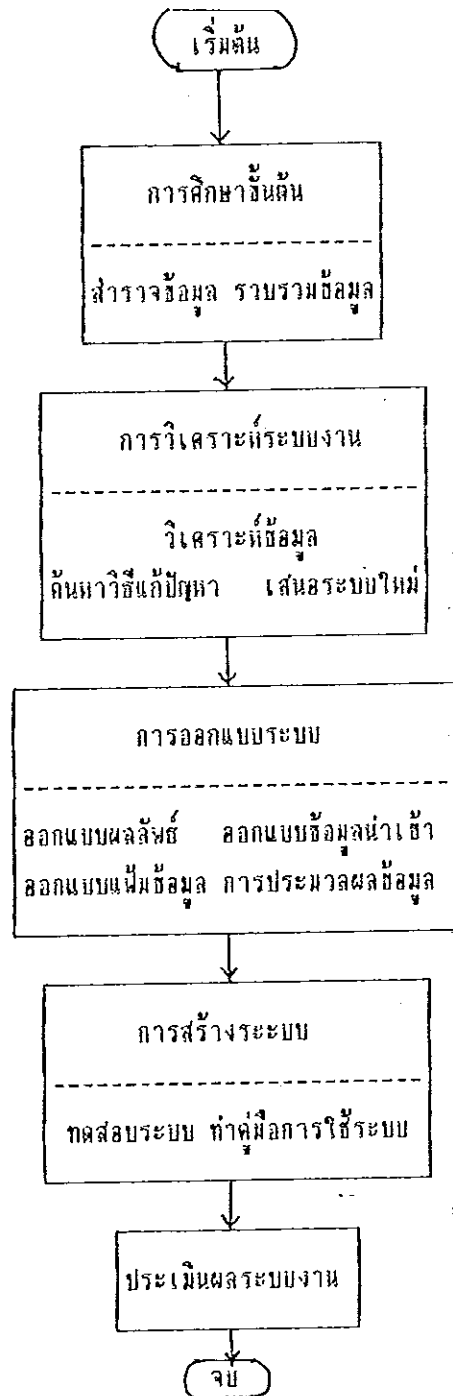 เริ่มต้น
การศึกษาขั้นต้น
สำรวจข้อมูล รวบรวมข้อมูล
การวิเคราะห์ระบบงาน
วิเคราะห์ข้อมูล
ค้นหาวิธีแก้ปัญหา เสนอระบบใหม่
การออกแบบระบบ
ออกแบบผลลัพธ์ ออกแบบข้อมูลนำเข้า
ออกแบบแฟ้มข้อมูล การประมวลผลข้อมูล
การสร้างระะบบ
ทดสอบระบบ ทำคู่มือการใช้ระบบ
ประเมินผลระบบงาน
จบ